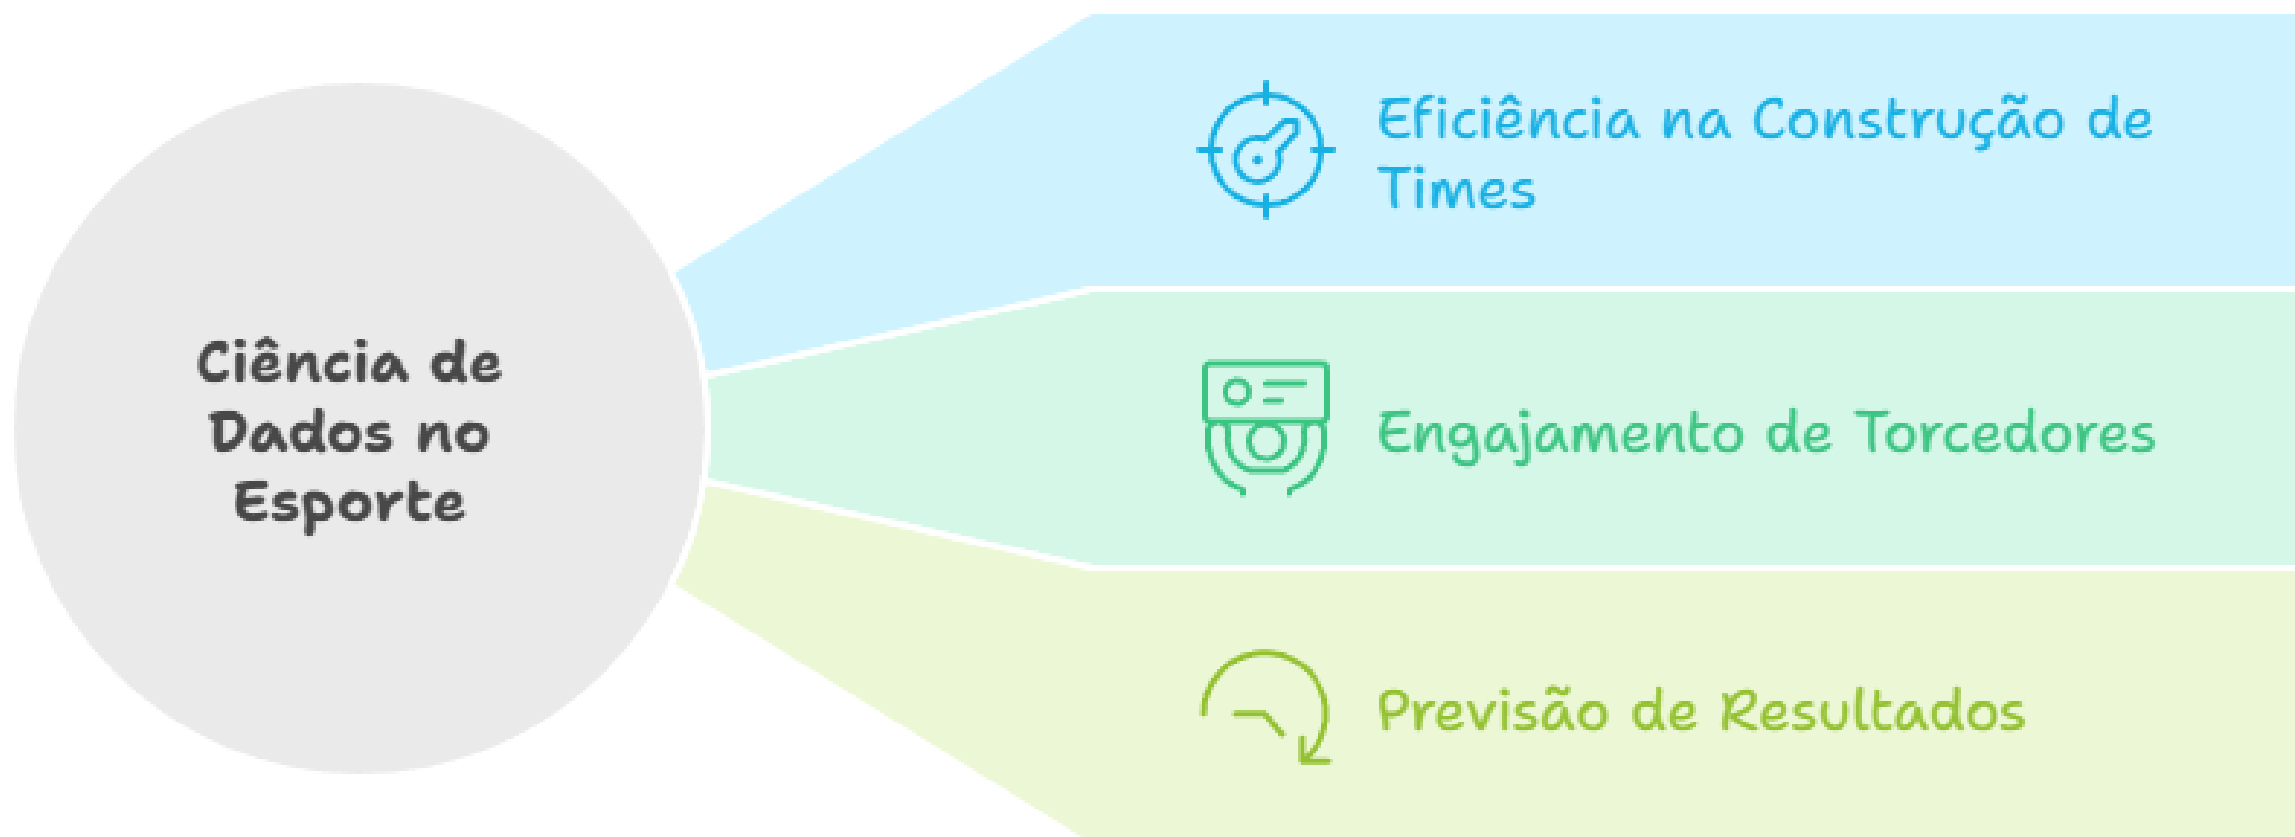 Ciência de
Dados no
Esporte
Eficiência na Construção de
Times
Engajamento de Torcedores
Previsão de Resultados